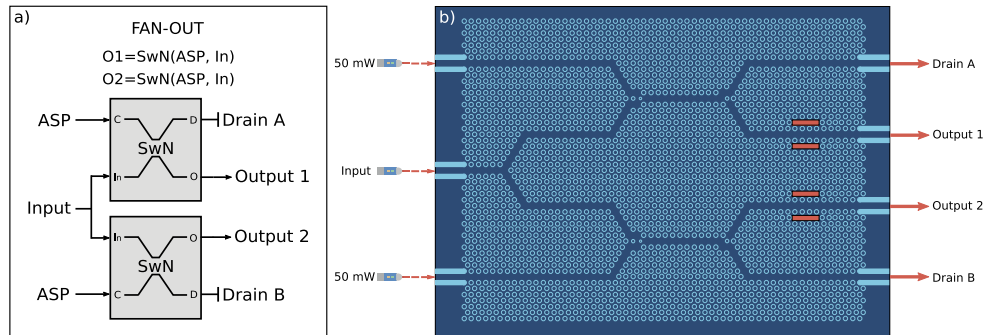 a)
FAN-OUT
O1=SwN(ASP, In)
O2=SwN(ASP, In)
ASP
C
D
Drain A
SwN
In
O
Output 1
Input
In
O
Output 2
SwN
ASP
C
D
Drain B
b)
50 mW
Drain A
Output 1
Input
Output 2
50 mW
Drain B